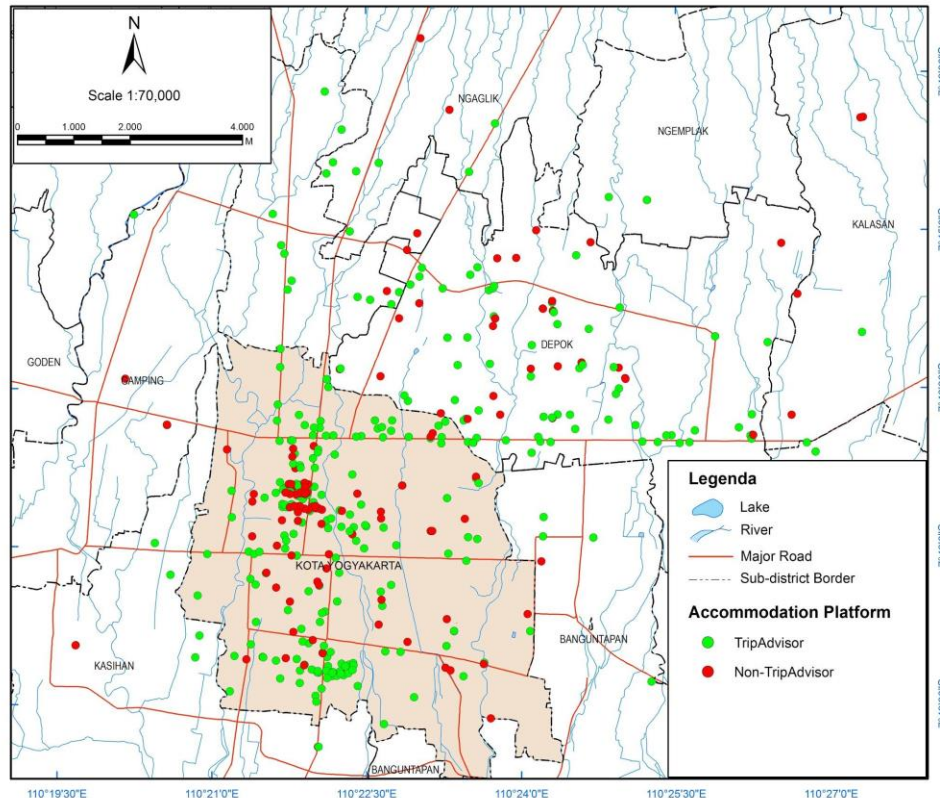 N
Scale 1:70,000
0 1.000 2.000 4.000
M
NGAGLIK
NGEMPLAK
KALASAN
GODEN
GAMPING
DEPOK
KOTA YOGYAKARTA
KASIHAN
BANGUNTAPAN
BANGUNTAPAN
Legenda
Lake
River
Major Road
Sub-district Border
Accommodation Platform
TripAdvisor
Non-TripAdvisor
110°19'30"E 110°21'0"E 110°22'30"E 110°24'0"E 110°25'30"E 110°27'0"E